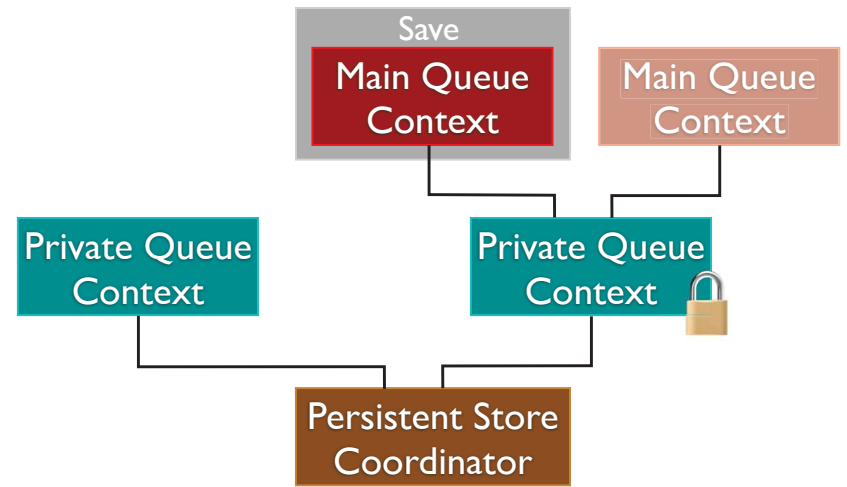 Save
Main Queue
Context
Main Queue
Context
Private Queue
Context
Private Queue
Context
Persistent Store
Coordinator